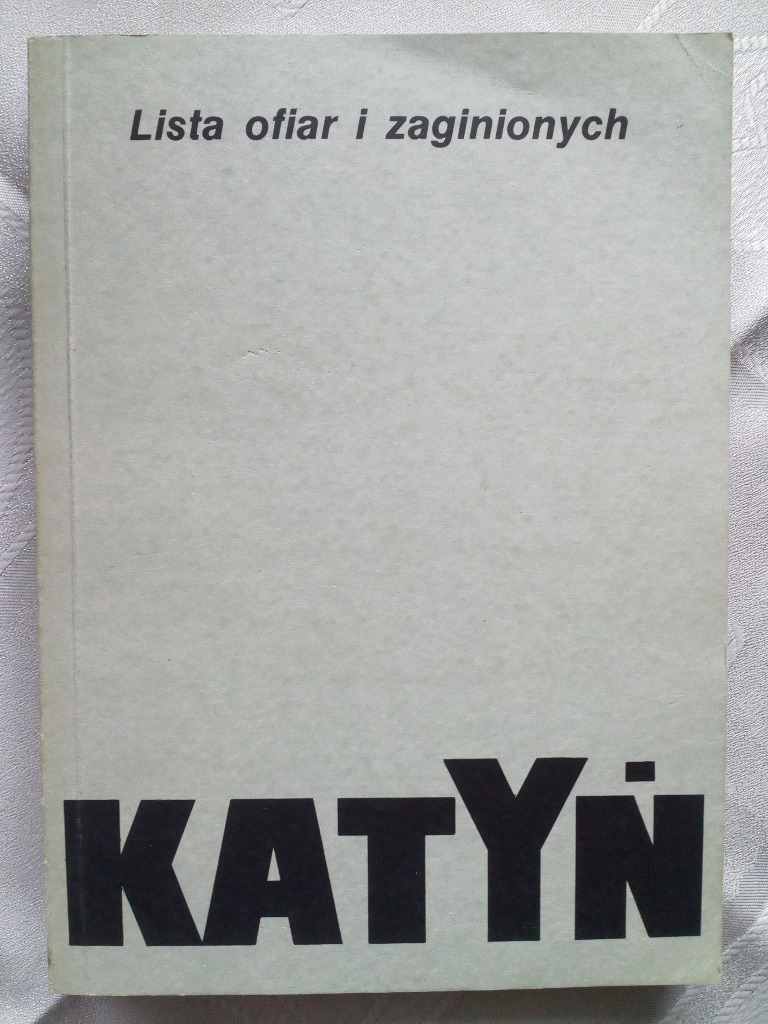 Lista ofiar i zaginionych
KATYŃ